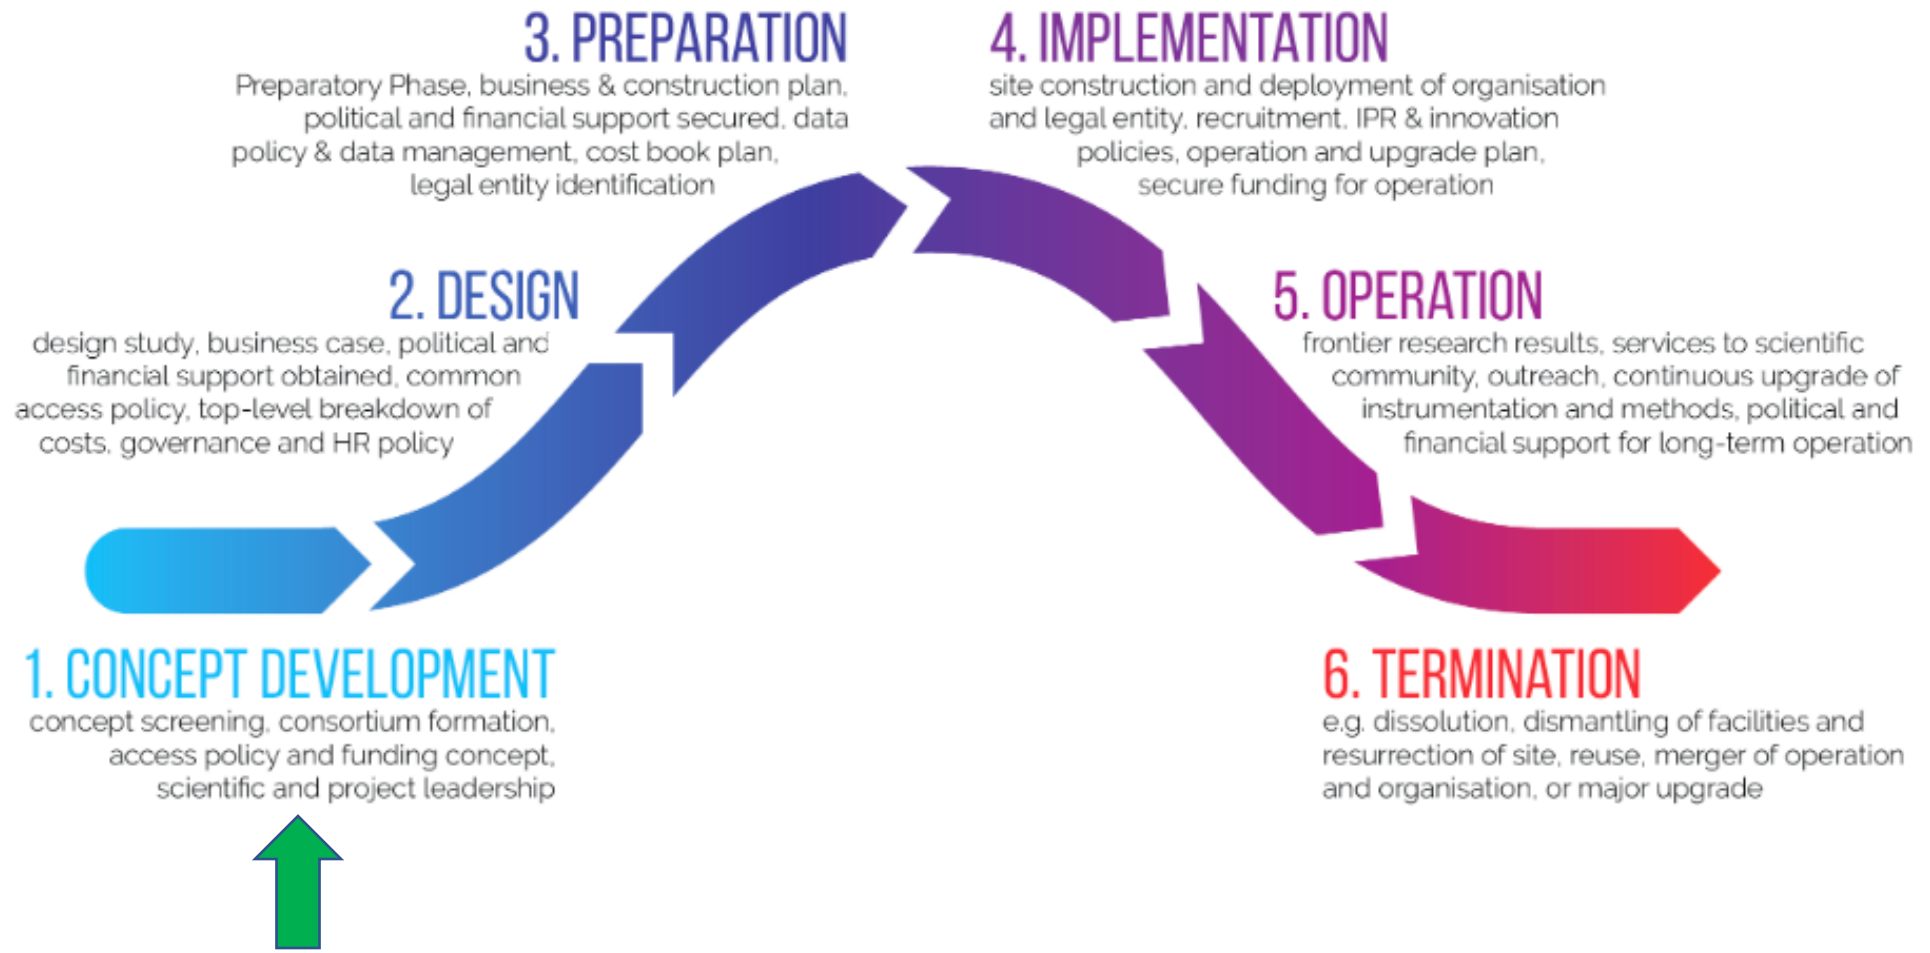 3. PREPARATION
Preparatory Phase, business & construction plan,
political and financial support secured, data
policy & data management, cost book plan,
legal entity identification
4. IMPLEMENTATION
site construction and deployment of organisation
and legal entity, recruitment, IPR & innovation
policies, operation and upgrade plan,
secure funding for operation
2. DESIGN
design study, business case, political and
financial support obtained, common
access policy, top-level breakdown of
costs, governance and HR policy
5. OPERATION
frontier research results, services to scientific
community, outreach, continuous upgrade of
instrumentation and methods, political and
financial support for long-term operation
1. CONCEPT DEVELOPMENT
concept screening, consortium formation,
access policy and funding concept,
scientific and project leadership
6. TERMINATION
e.g. dissolution, dismantling of facilities and
resurrection of site, reuse, merger of operation
and organisation, or major upgrade